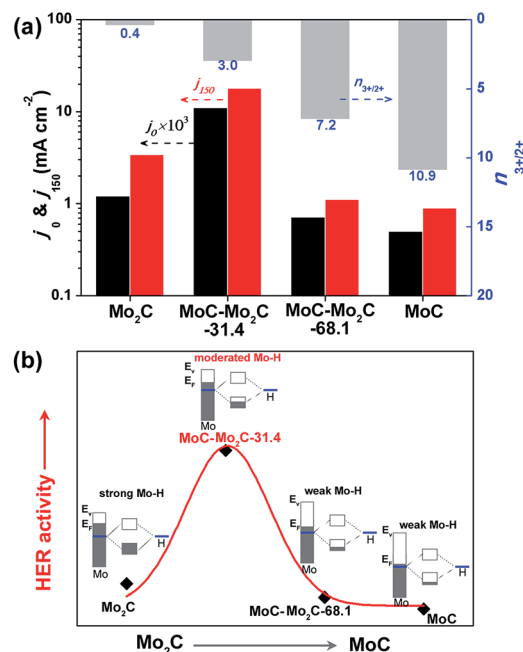 (a)
100
10
1
0.1
j0 & j150 (mA cm-2)
0
5
10
15
20
n3+/2+
0.4
3.0
7.2
10.9
j150
j0×10³
n3+/2+
Mo2C
MoC-Mo2C
-31.4
MoC-Mo2C
-68.1
MoC
(b)
HER activity
moderated Mo-H
Ev
EF
Mo
H
MoC-Mo2C-31.4
strong Mo-H
Ev
EF
Mo
H
Mo2C
weak Mo-H
Ev
EF
Mo
H
MoC-Mo2C-68.1
weak Mo-H
Ev
EF
Mo
H
MoC
Mo2C
MoC